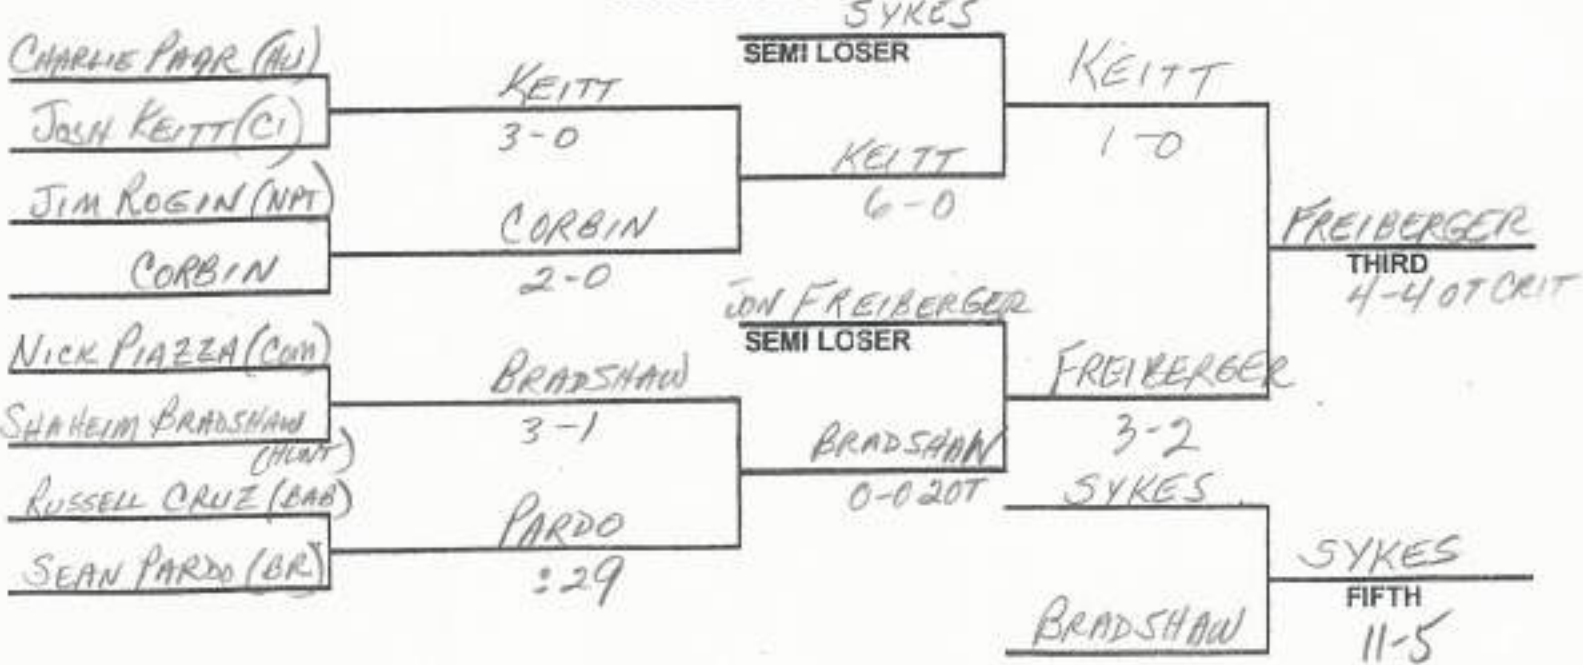 CHARLIE PAAR (AU)
JOSH KEITT (CI)
JIM ROGIN (NPT)
CORBIN
NICK PIAZZA (Com)
SHAHEIM BRADSHAW
(HUNT)
RUSSELL CRUZ (BAB)
SEAN PARDO (BR)
KEITT
3-0
CORBIN
2-0
BRADSHAW
3-1
PARDO
:29
SYKES
SEMI LOSER
KEITT
6-0
JON FREIBERGER
SEMI LOSER
BRADSHAW
0-0 2OT
KEITT
1-0
FREIBERGER
3-2
SYKES
BRADSHAW
FREIBERGER
THIRD
4-4 OT CRIT
SYKES
FIFTH
11-5